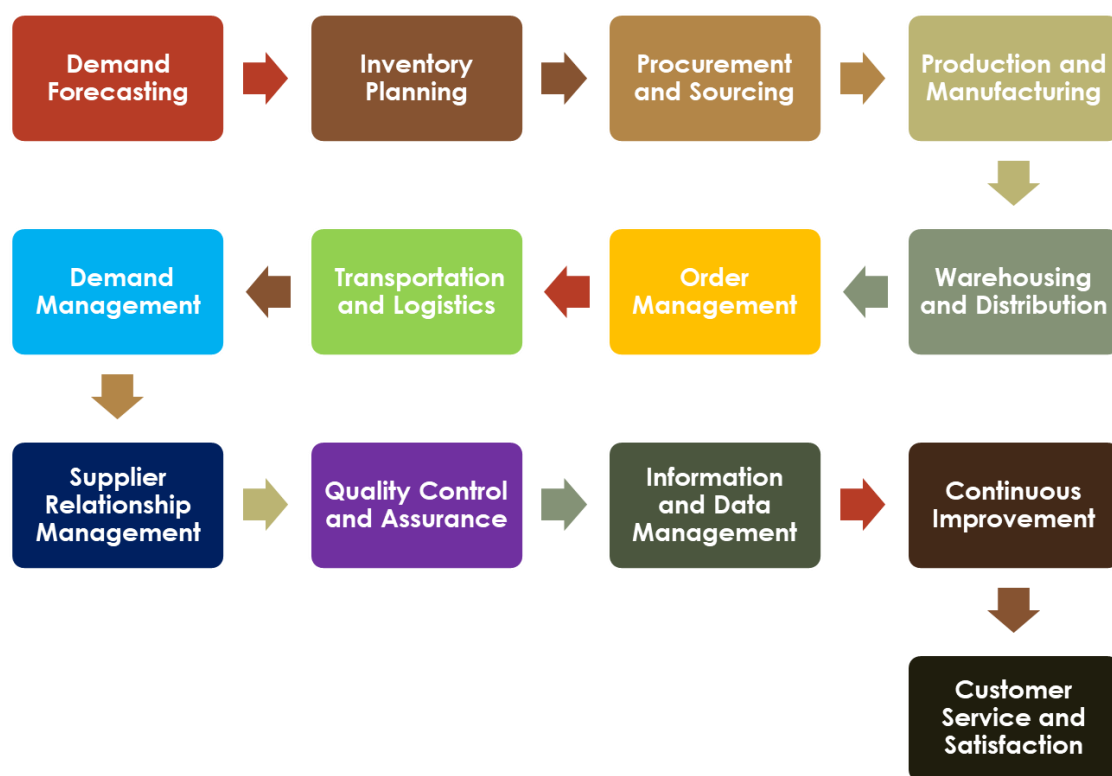 Demand
Forecasting
Inventory
Planning
Procurement
and Sourcing
Production and
Manufacturing
Warehousing
and Distribution
Order
Management
Transportation
and Logistics
Demand
Management
Supplier
Relationship
Management
Quality Control
and Assurance
Information
and Data
Management
Continuous
Improvement
Customer
Service and
Satisfaction